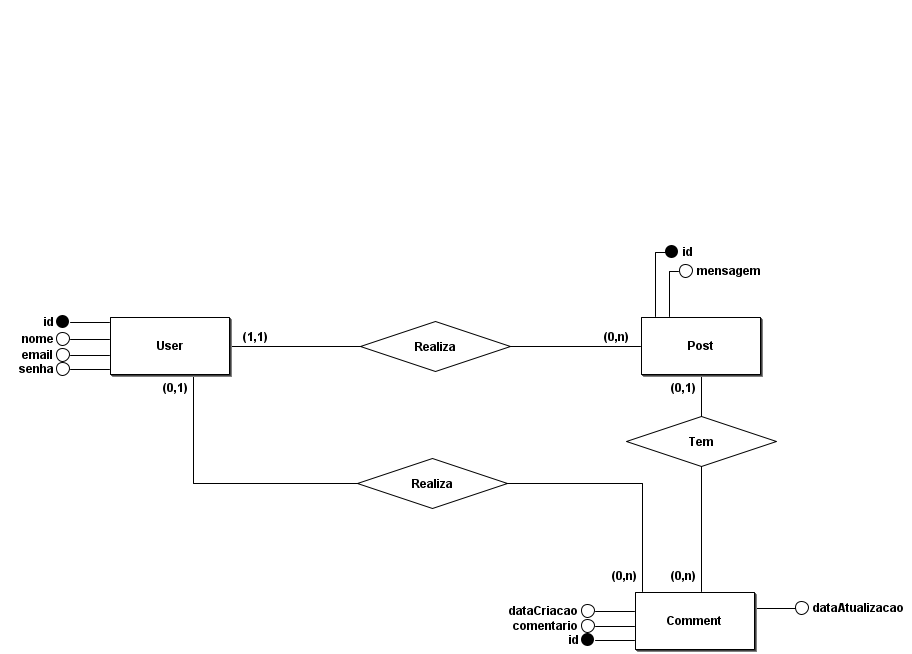 id
mensagem
id
nome
email
senha
User
(1,1)
Realiza
(0,n)
Post
(0,1)
(0,1)
Tem
Realiza
(0,n)
(0,n)
dataCriacao
comentario
id
Comment
dataAtualizacao